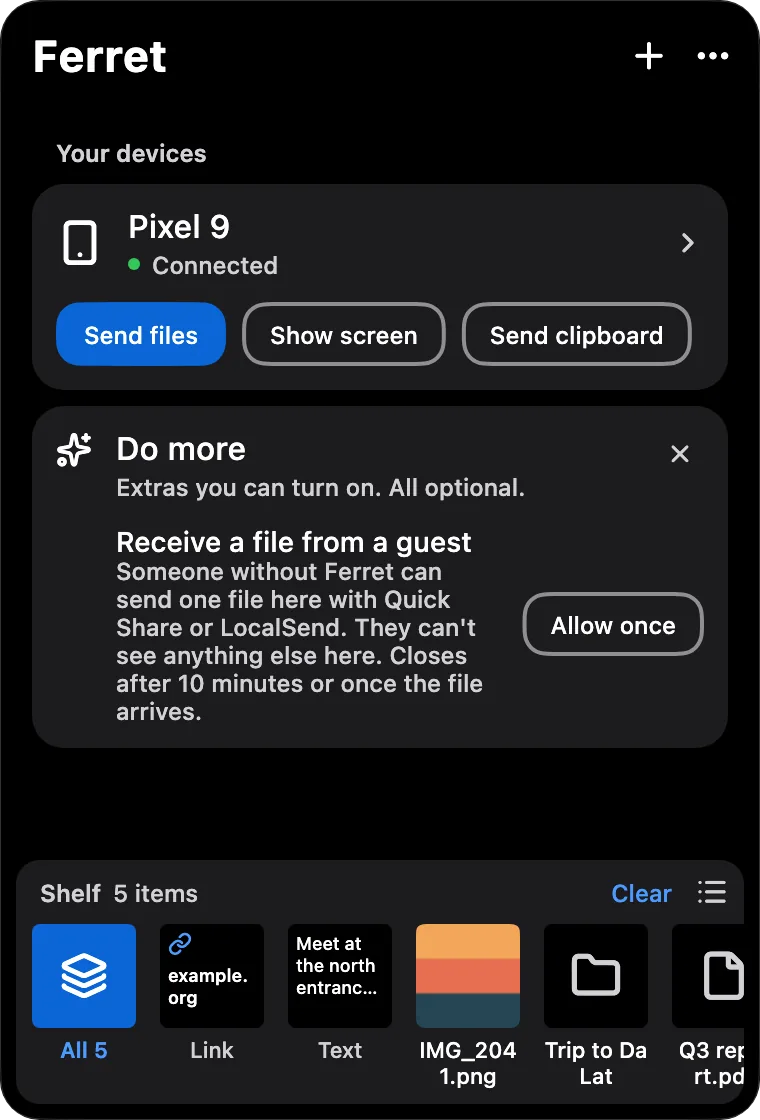 Ferret
Your devices
Pixel 9
Connected
Send files
Show screen
Send clipboard
Do more
Extras you can turn on. All optional.
Receive a file from a guest
Someone without Ferret can
send one file here with Quick
Share or LocalSend. They can't
see anything else here. Closes
after 10 minutes or once the file
arrives.
Allow once
Shelf 5 items
Clear
example.
org
Meet at
the north
entranc...
All 5
Link
Text
IMG_204
1.png
Trip to Da
Lat
Q3 rep
rt.pd